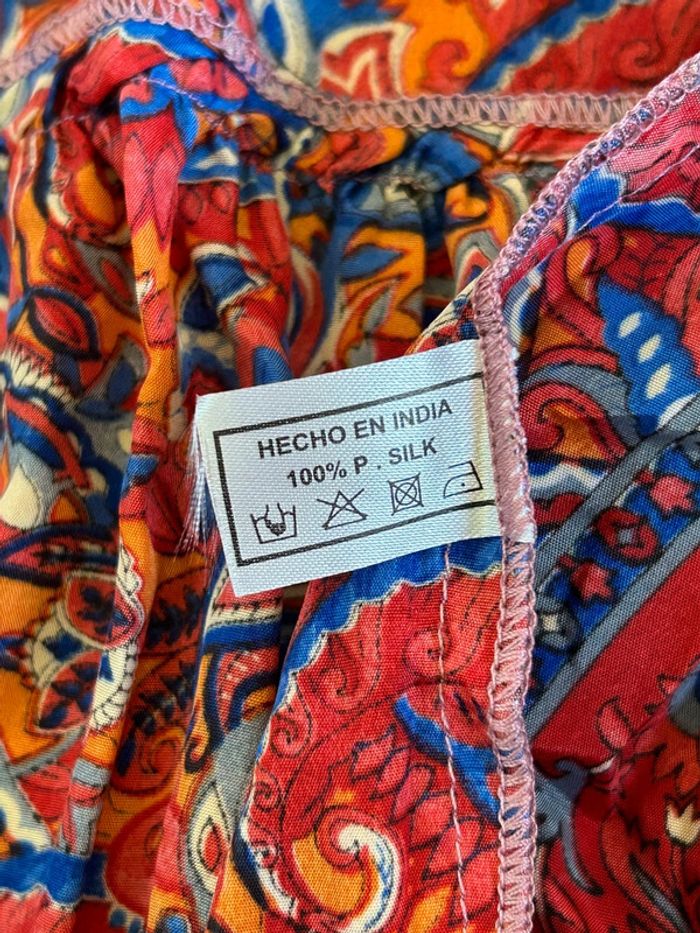 HECHO EN INDIA
100% P . SILK